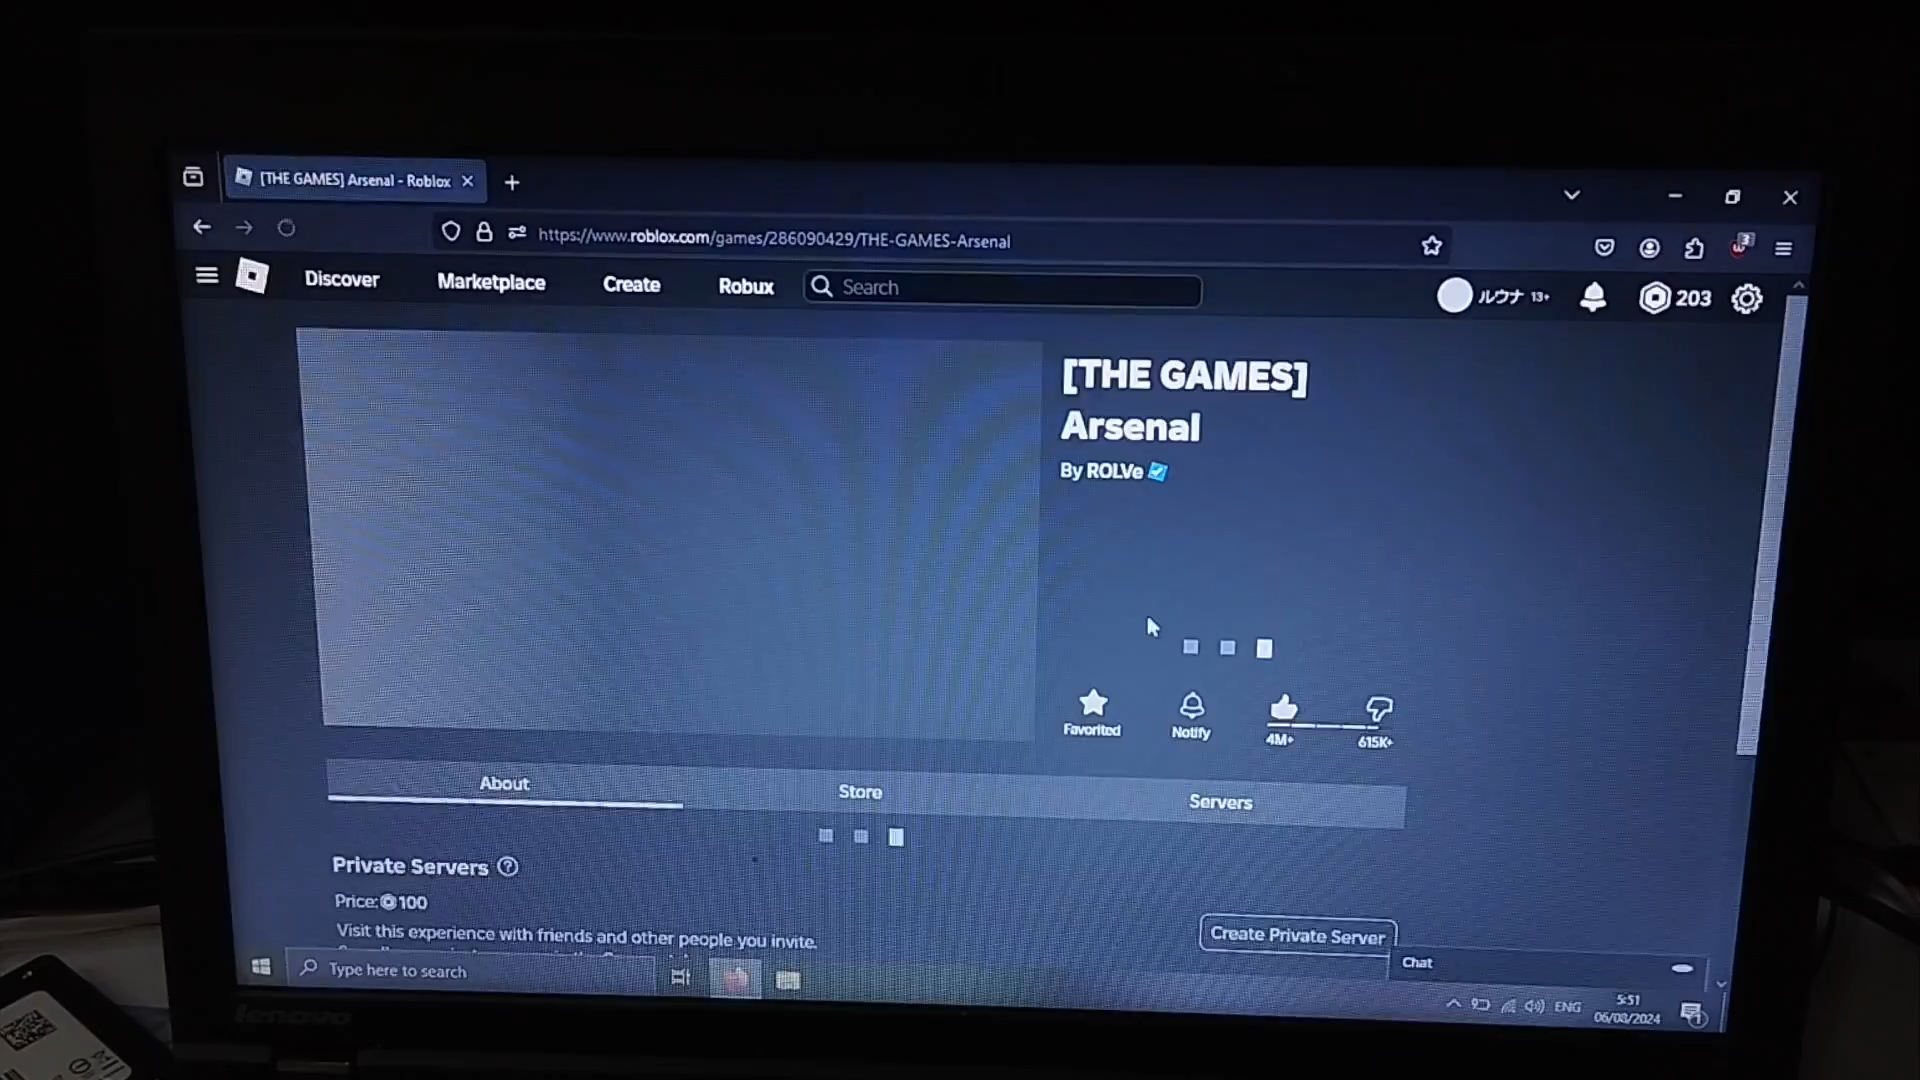 [THE GAMES] Arsenal - Roblox
https://www.roblox.com/games/286090429/THE-GAMES-Arsenal
3
Discover Marketplace Create Robux Search ルウナ 13+ 203
[THE GAMES]
Arsenal
By ROLVe
Favorited Notify 4M+ 615K+
About Store Servers
Private Servers ?
Price: 100
Visit this experience with friends and other people you invite.
Create Private Server
Chat
Type here to search
ENG 5:51
06/08/2024
1
lenovo